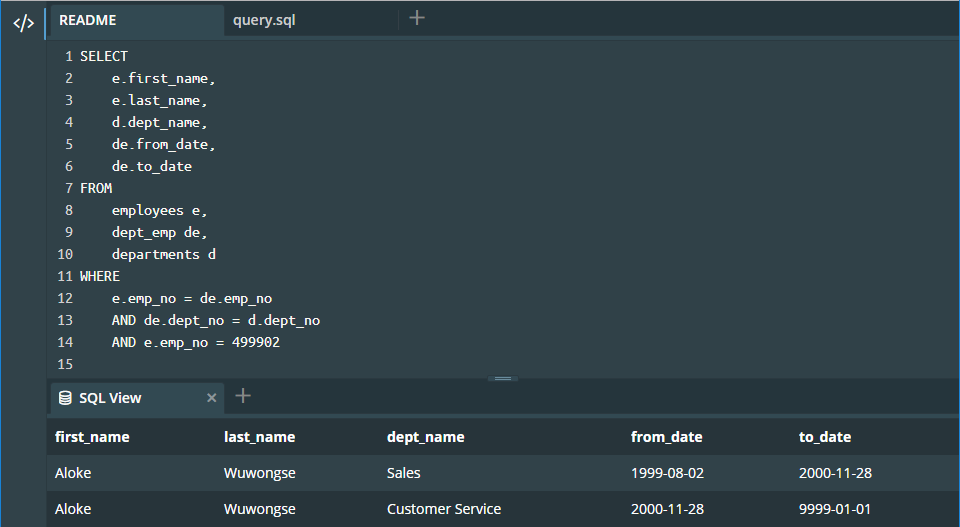 </> README query.sql +
1 SELECT
2 e.first_name,
3 e.last_name,
4 d.dept_name,
5 de.from_date,
6 de.to_date
7 FROM
8 employees e,
9 dept_emp de,
10 departments d
11 WHERE
12 e.emp_no = de.emp_no
13 AND de.dept_no = d.dept_no
14 AND e.emp_no = 499902
15
SQL View × +
first_name last_name dept_name from_date to_date
Aloke Wuwongse Sales 1999-08-02 2000-11-28
Aloke Wuwongse Customer Service 2000-11-28 9999-01-01